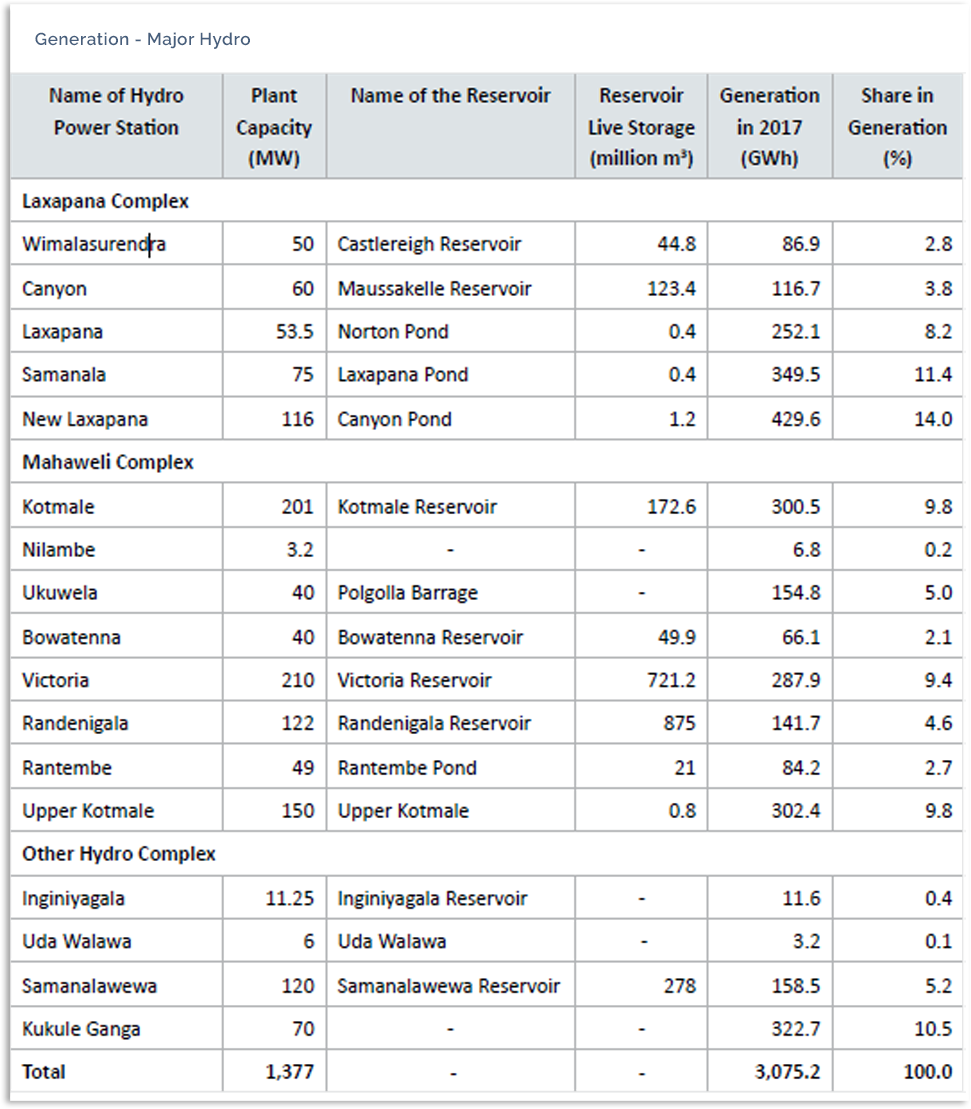 Generation - Major Hydro
Name of Hydro Power Station Plant Capacity (MW) Name of the Reservoir Reservoir Live Storage (million m³) Generation in 2017 (GWh) Share in Generation (%)
Laxapana Complex
Wimalasurendra 50 Castlereigh Reservoir 44.8 86.9 2.8
Canyon 60 Maussakelle Reservoir 123.4 116.7 3.8
Laxapana 53.5 Norton Pond 0.4 252.1 8.2
Samanala 75 Laxapana Pond 0.4 349.5 11.4
New Laxapana 116 Canyon Pond 1.2 429.6 14.0
Mahaweli Complex
Kotmale 201 Kotmale Reservoir 172.6 300.5 9.8
Nilambe 3.2 - - 6.8 0.2
Ukuwela 40 Polgolla Barrage - 154.8 5.0
Bowatenna 40 Bowatenna Reservoir 49.9 66.1 2.1
Victoria 210 Victoria Reservoir 721.2 287.9 9.4
Randenigala 122 Randenigala Reservoir 875 141.7 4.6
Rantembe 49 Rantembe Pond 21 84.2 2.7
Upper Kotmale 150 Upper Kotmale 0.8 302.4 9.8
Other Hydro Complex
Inginiyagala 11.25 Inginiyagala Reservoir - 11.6 0.4
Uda Walawa 6 Uda Walawa - 3.2 0.1
Samanalawewa 120 Samanalawewa Reservoir 278 158.5 5.2
Kukule Ganga 70 - - 322.7 10.5
Total 1,377 - - 3,075.2 100.0